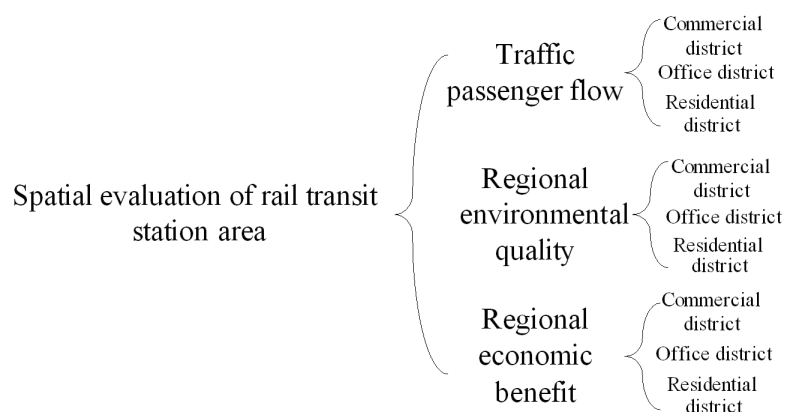 Spatial evaluation of rail transit
station area
Traffic
passenger flow
Commercial
district
Office district
Residential
district
Regional
environmental
quality
Commercial
district
Office district
Residential
district
Regional
economic
benefit
Commercial
district
Office district
Residential
district